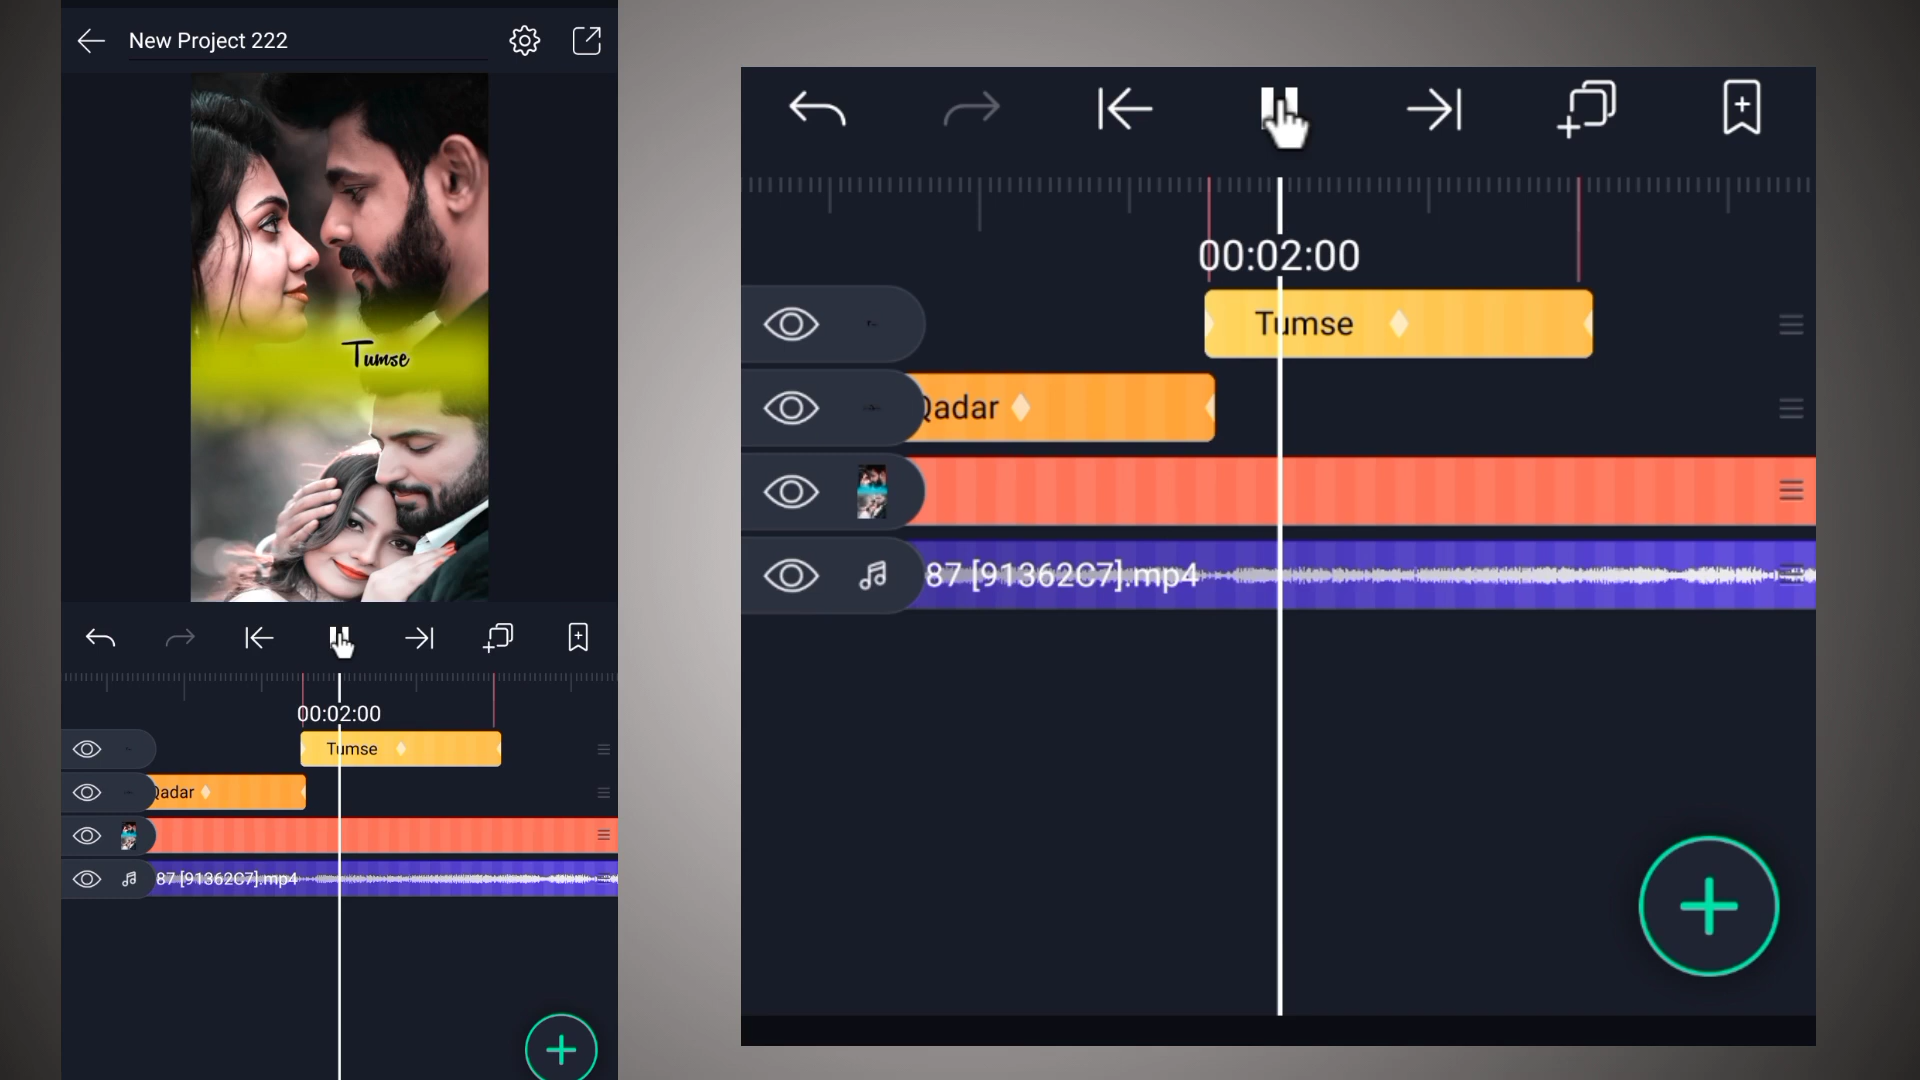 New Project 222
Tumse
00:02:00
Tumse
Qadar
87 [91362C7].mp4
00:02:00
Tumse
Qadar
87 [91362C7].mp4